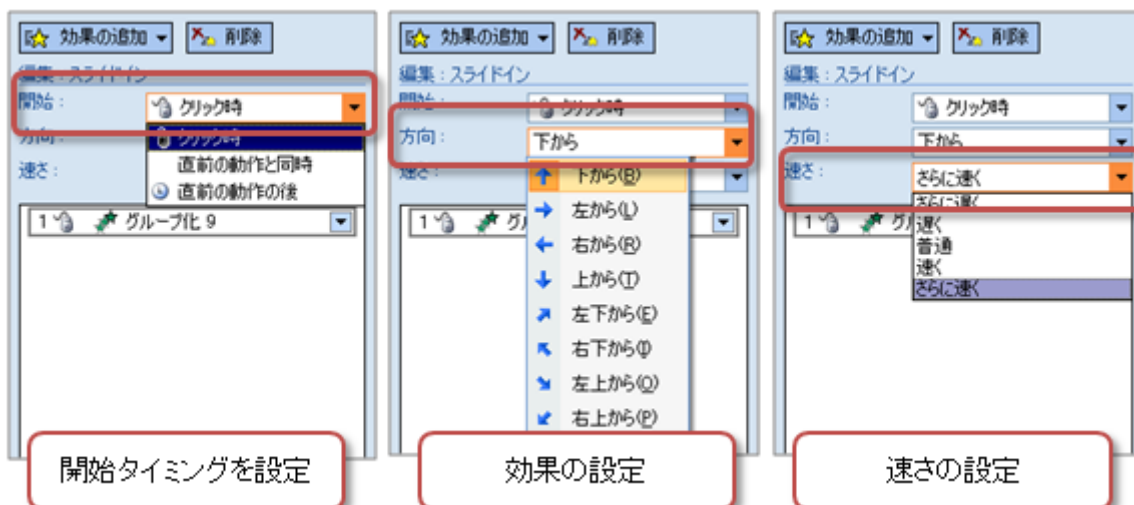 効果の追加 削除
編集：スライドイン
開始： クリック時
方向： クリック時
直前の動作と同時
速さ：
直前の動作の後
1 グループ化 9
開始タイミングを設定
効果の追加 削除
編集：スライドイン
開始： クリック時
方向： 下から
速さ： 下から(B)
左から(L)
1
右から(R)
上から(T)
左下から(E)
右下から(I)
左上から(O)
右上から(P)
効果の設定
効果の追加 削除
編集：スライドイン
開始： クリック時
方向： 下から
速さ： さらに速く
さらに遅く
1
遅く
普通
速く
さらに速く
速さの設定